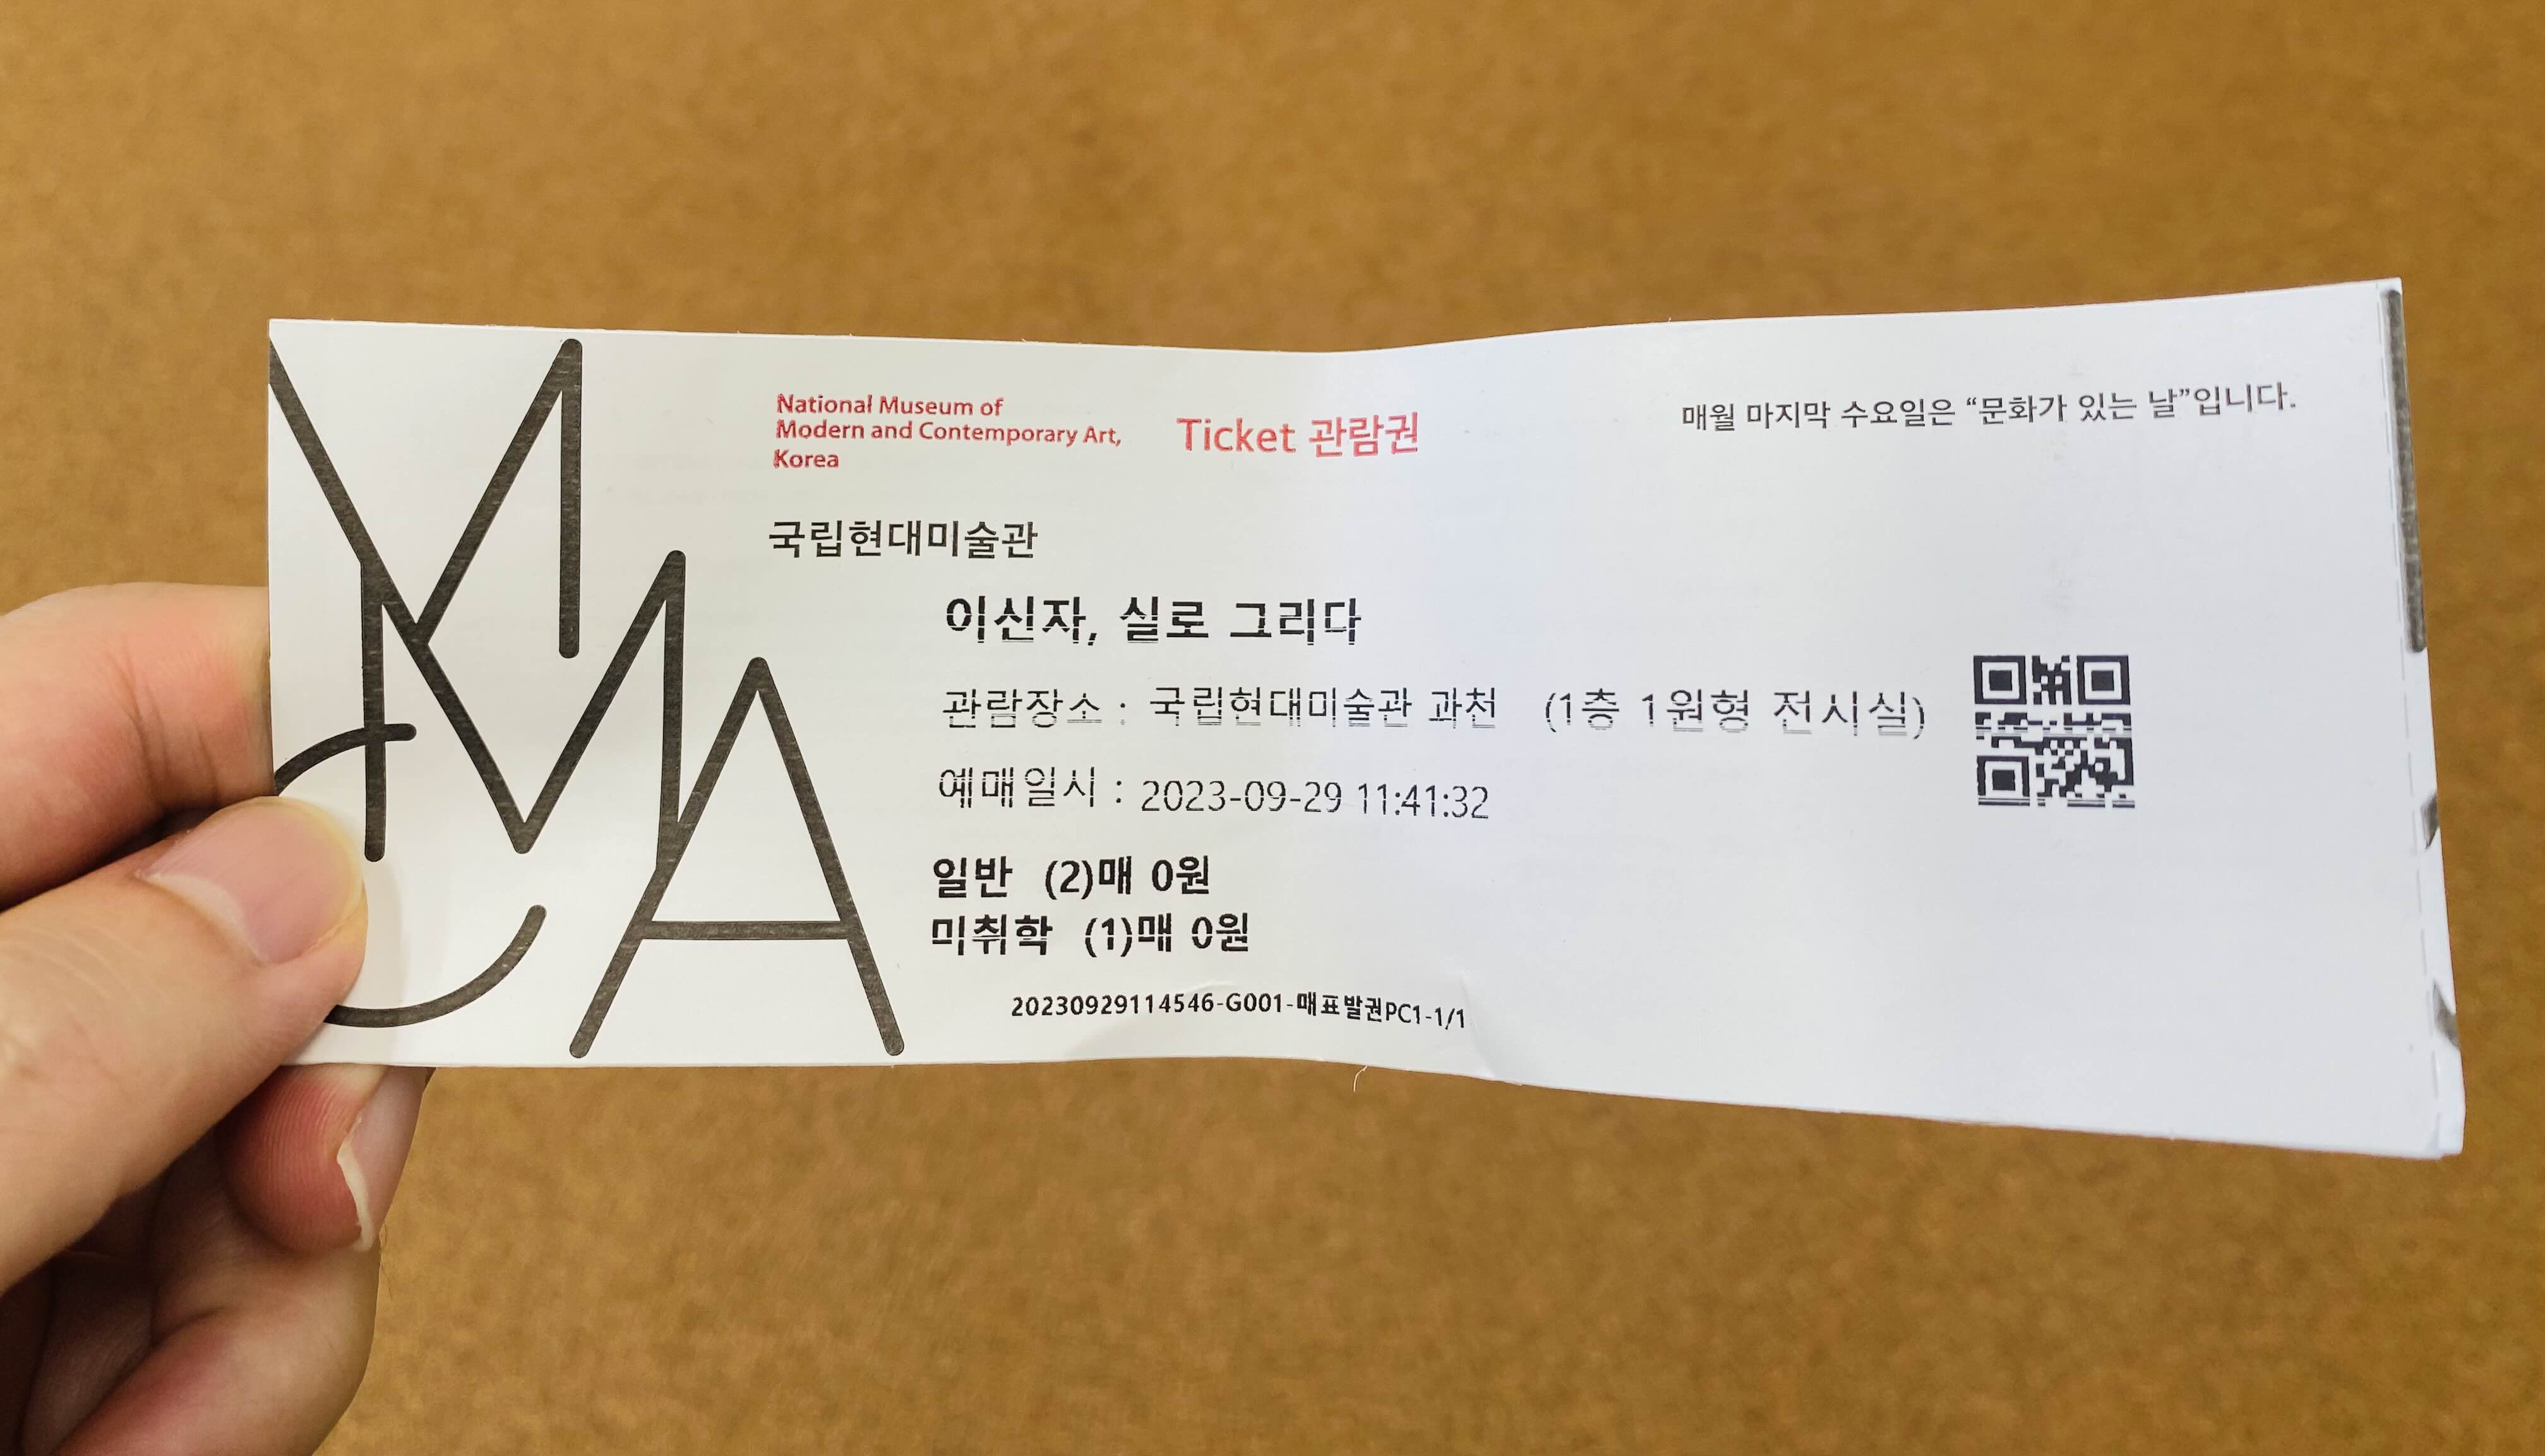 MMCA
National Museum of
Modern and Contemporary Art,
Korea
Ticket 관람권
매월 마지막 수요일은 “문화가 있는 날”입니다.
국립현대미술관
이신자, 실로 그리다
관람장소 : 국립현대미술관 과천 (1층 1원형 전시실)
예매일시 : 2023-09-29 11:41:32
일반 (2)매 0원
미취학 (1)매 0원
20230929114546-G001-매표발권PC1-1/1